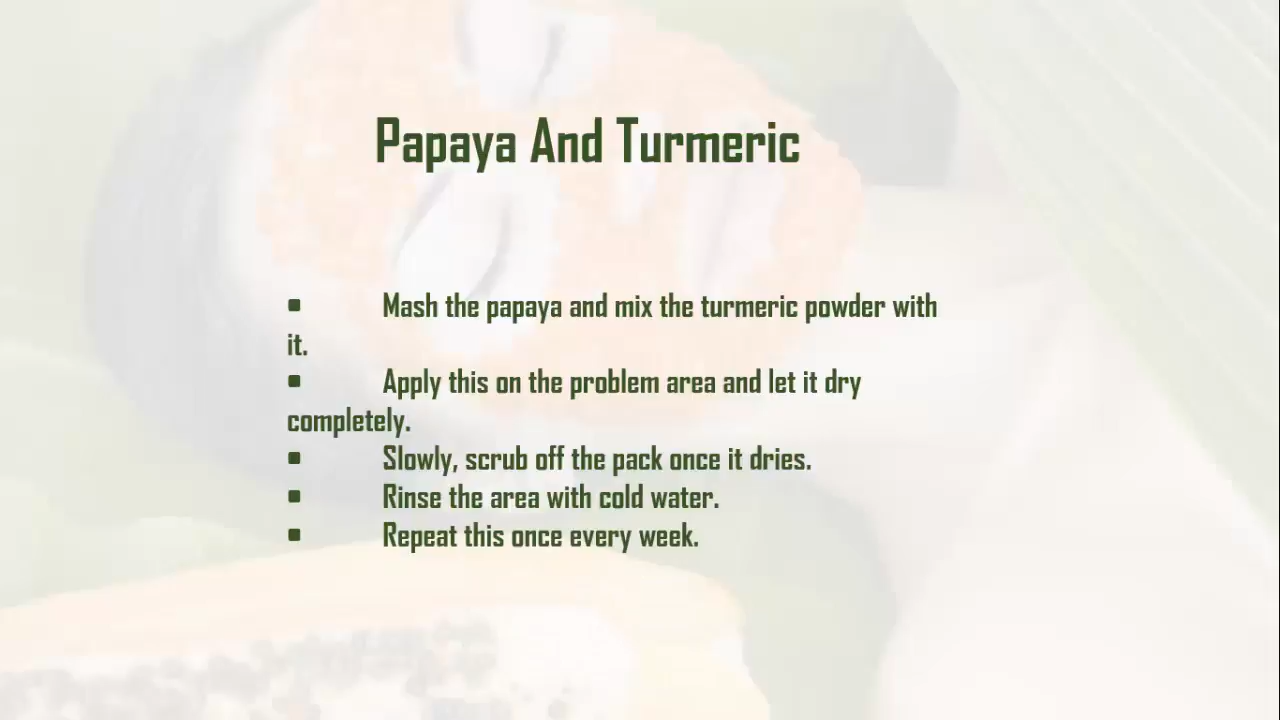 Papaya And Turmeric
▪ Mash the papaya and mix the turmeric powder with
it.
▪ Apply this on the problem area and let it dry
completely.
▪ Slowly, scrub off the pack once it dries.
▪ Rinse the area with cold water.
▪ Repeat this once every week.